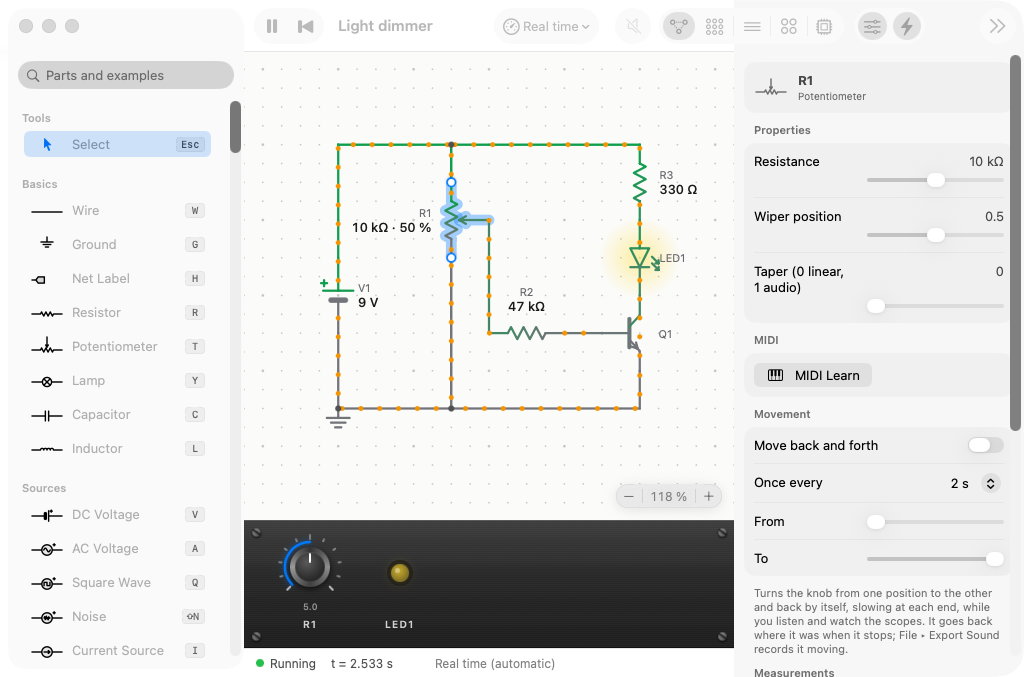 Light dimmer
Real time
Parts and examples
Tools
Select Esc
Basics
Wire W
Ground G
Net Label H
Resistor R
Potentiometer T
Lamp Y
Capacitor C
Inductor L
Sources
DC Voltage V
AC Voltage A
Square Wave Q
Noise ⇧N
Current Source I
R1
10 kΩ · 50 %
R3
330 Ω
LED1
V1
9 V
R2
47 kΩ
Q1
+
− 118 % +
5.0
R1
LED1
Running t = 2.533 s Real time (automatic)
R1
Potentiometer
Properties
Resistance 10 kΩ
Wiper position 0.5
Taper (0 linear, 0
1 audio)
MIDI
MIDI Learn
Movement
Move back and forth
Once every 2 s
From
To
Turns the knob from one position to the other
and back by itself, slowing at each end, while
you listen and watch the scopes. It goes back
where it was when it stops; File ‣ Export Sound
records it moving.
Measurements